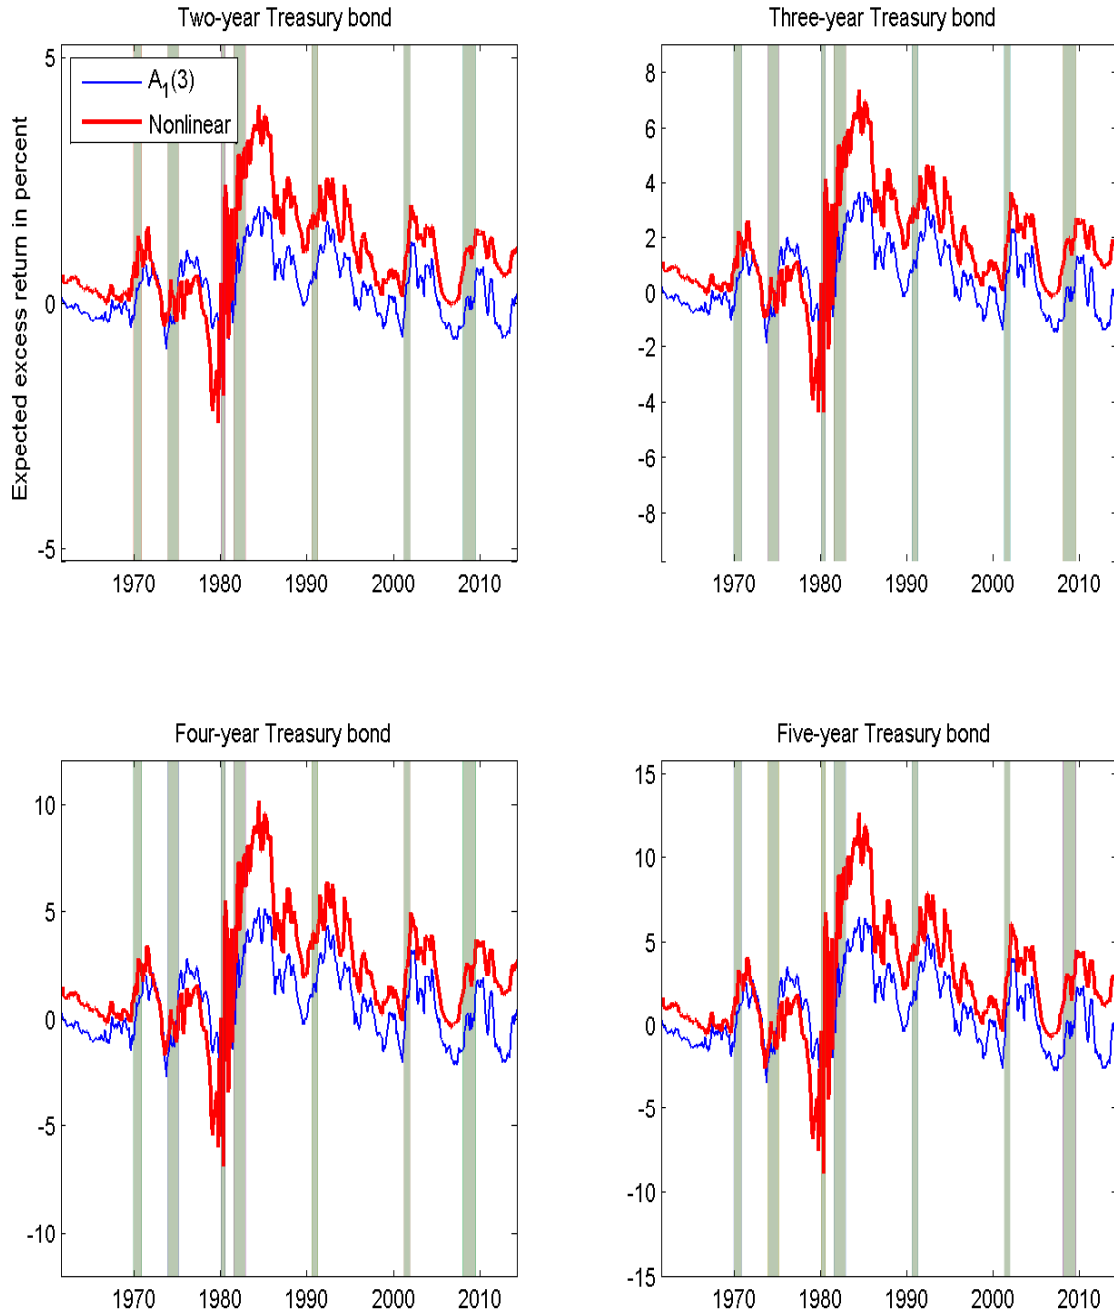 Two-year Treasury bond
Three-year Treasury bond
Expected excess return in percent
5
0
-5
A1(3)
Nonlinear
1970 1980 1990 2000 2010
8
6
4
2
0
-2
-4
-6
-8
1970 1980 1990 2000 2010
Four-year Treasury bond
Five-year Treasury bond
10
5
0
-5
-10
1970 1980 1990 2000 2010
15
10
5
0
-5
-10
-15
1970 1980 1990 2000 2010